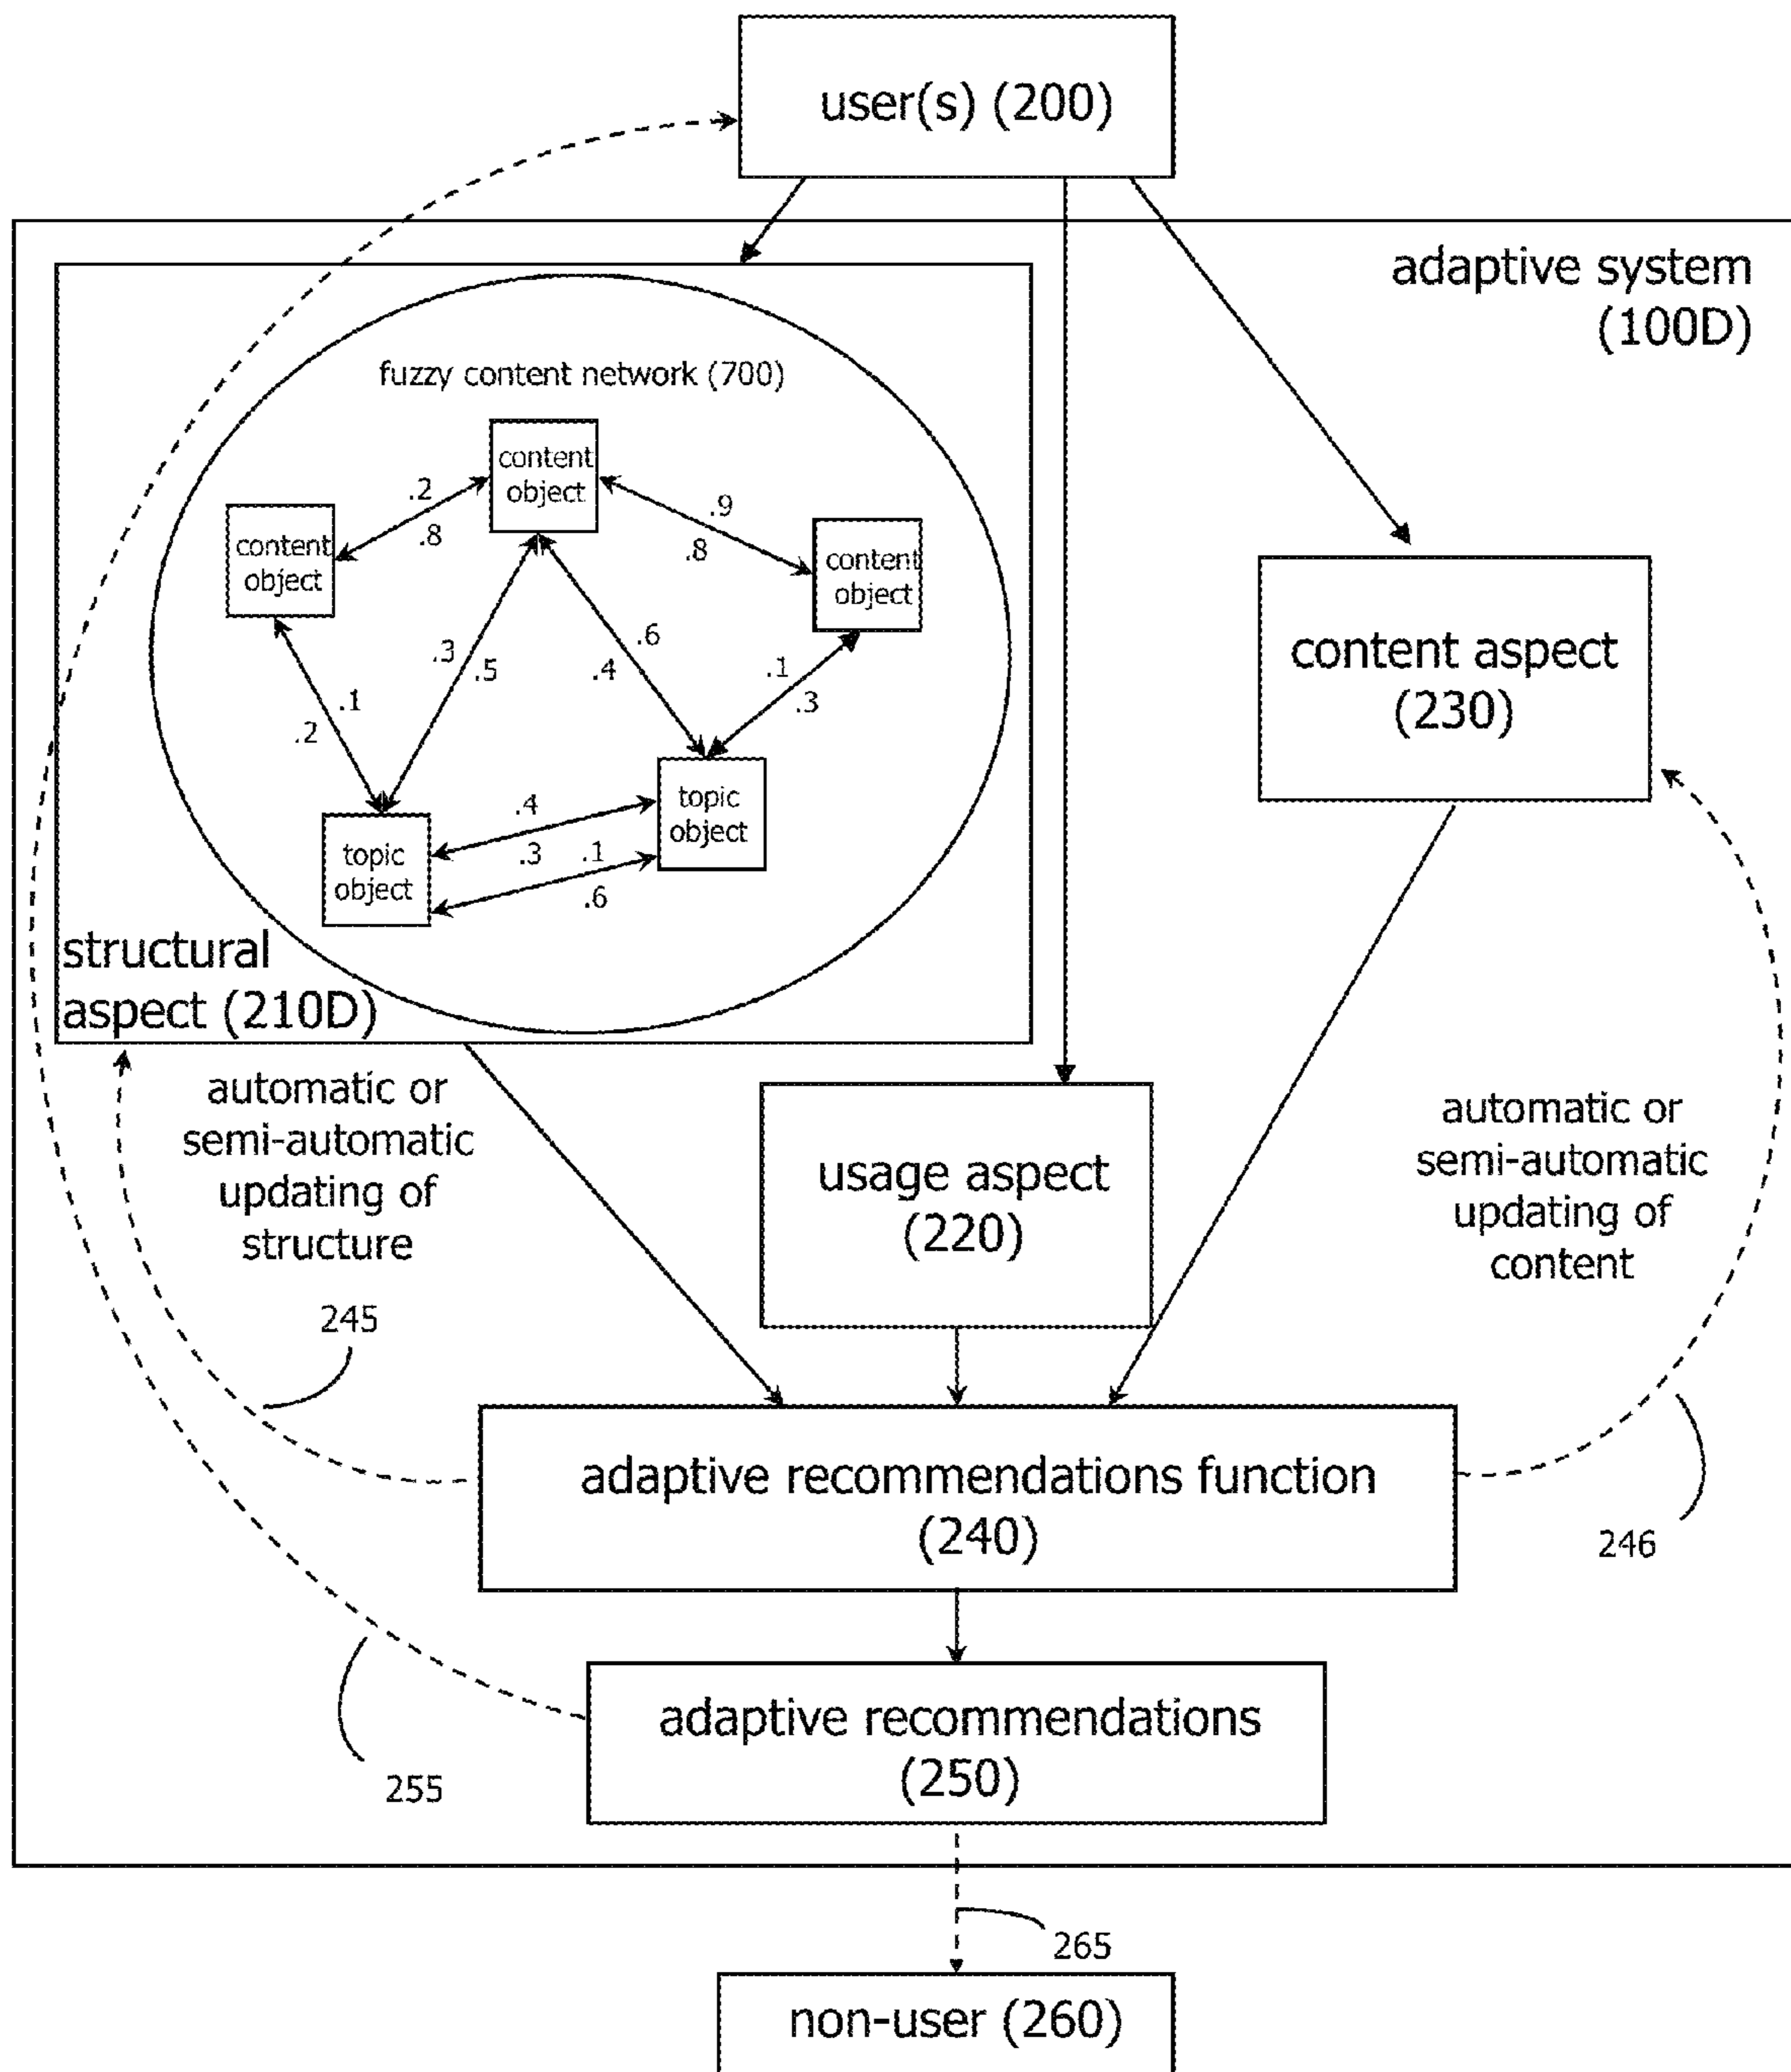 user(s) (200)
adaptive system
(100D)
fuzzy content network (700)
content
object
.2
.8
.9
.8
content
object
content
object
.3
.5
.6
.4
.1
.3
.1
.2
topic
object
.4
.3
.1
.6
topic
object
structural
aspect (210D)
content aspect
(230)
automatic or
semi-automatic
updating of
structure
245
usage aspect
(220)
automatic or
semi-automatic
updating of
content
246
adaptive recommendations function
(240)
adaptive recommendations
(250)
255
265
non-user (260)